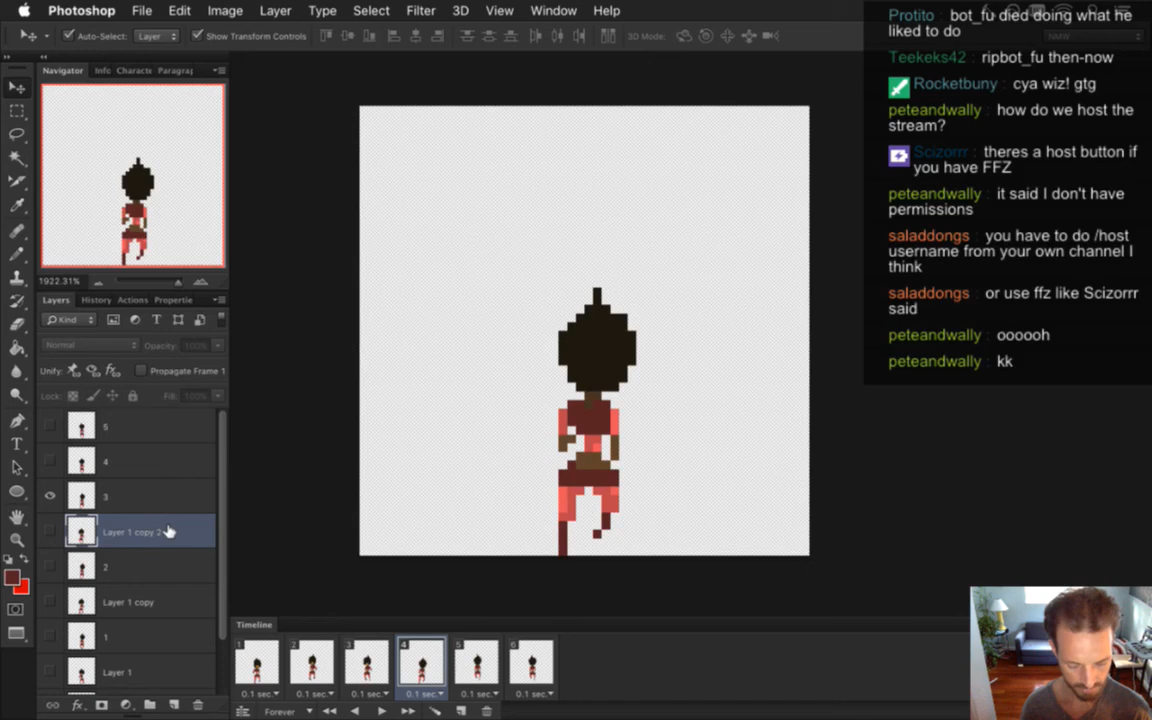 Photoshop File Edit Image Layer Type Select Filter 3D View Window Help
Auto-Select: Layer Show Transform Controls 3D Mode:
Navigator Info Characte Paragraj
1922.31%
Layers History Actions Propertie
Kind
Normal Opacity: 100%
Unify: Propagate Frame 1
Lock: Fill: 100%
5
4
3
Layer 1 copy 2
2
Layer 1 copy
1
Layer 1
Timeline
1 2 3 4 5 6
0.1 sec. 0.1 sec. 0.1 sec. 0.1 sec. 0.1 sec. 0.1 sec.
Forever
Protito : bot_fu died doing what he
liked to do
Teekeks42 : ripbot_fu then-now
Rocketbuny : cya wiz! gtg
peteandwally : how do we host the
stream?
Scizorrr : theres a host button if
you have FFZ
peteandwally : it said I don't have
permissions
saladdongs : you have to do /host
username from your own channel I
think
saladdongs : or use ffz like Scizorrr
said
peteandwally : oooooh
peteandwally : kk